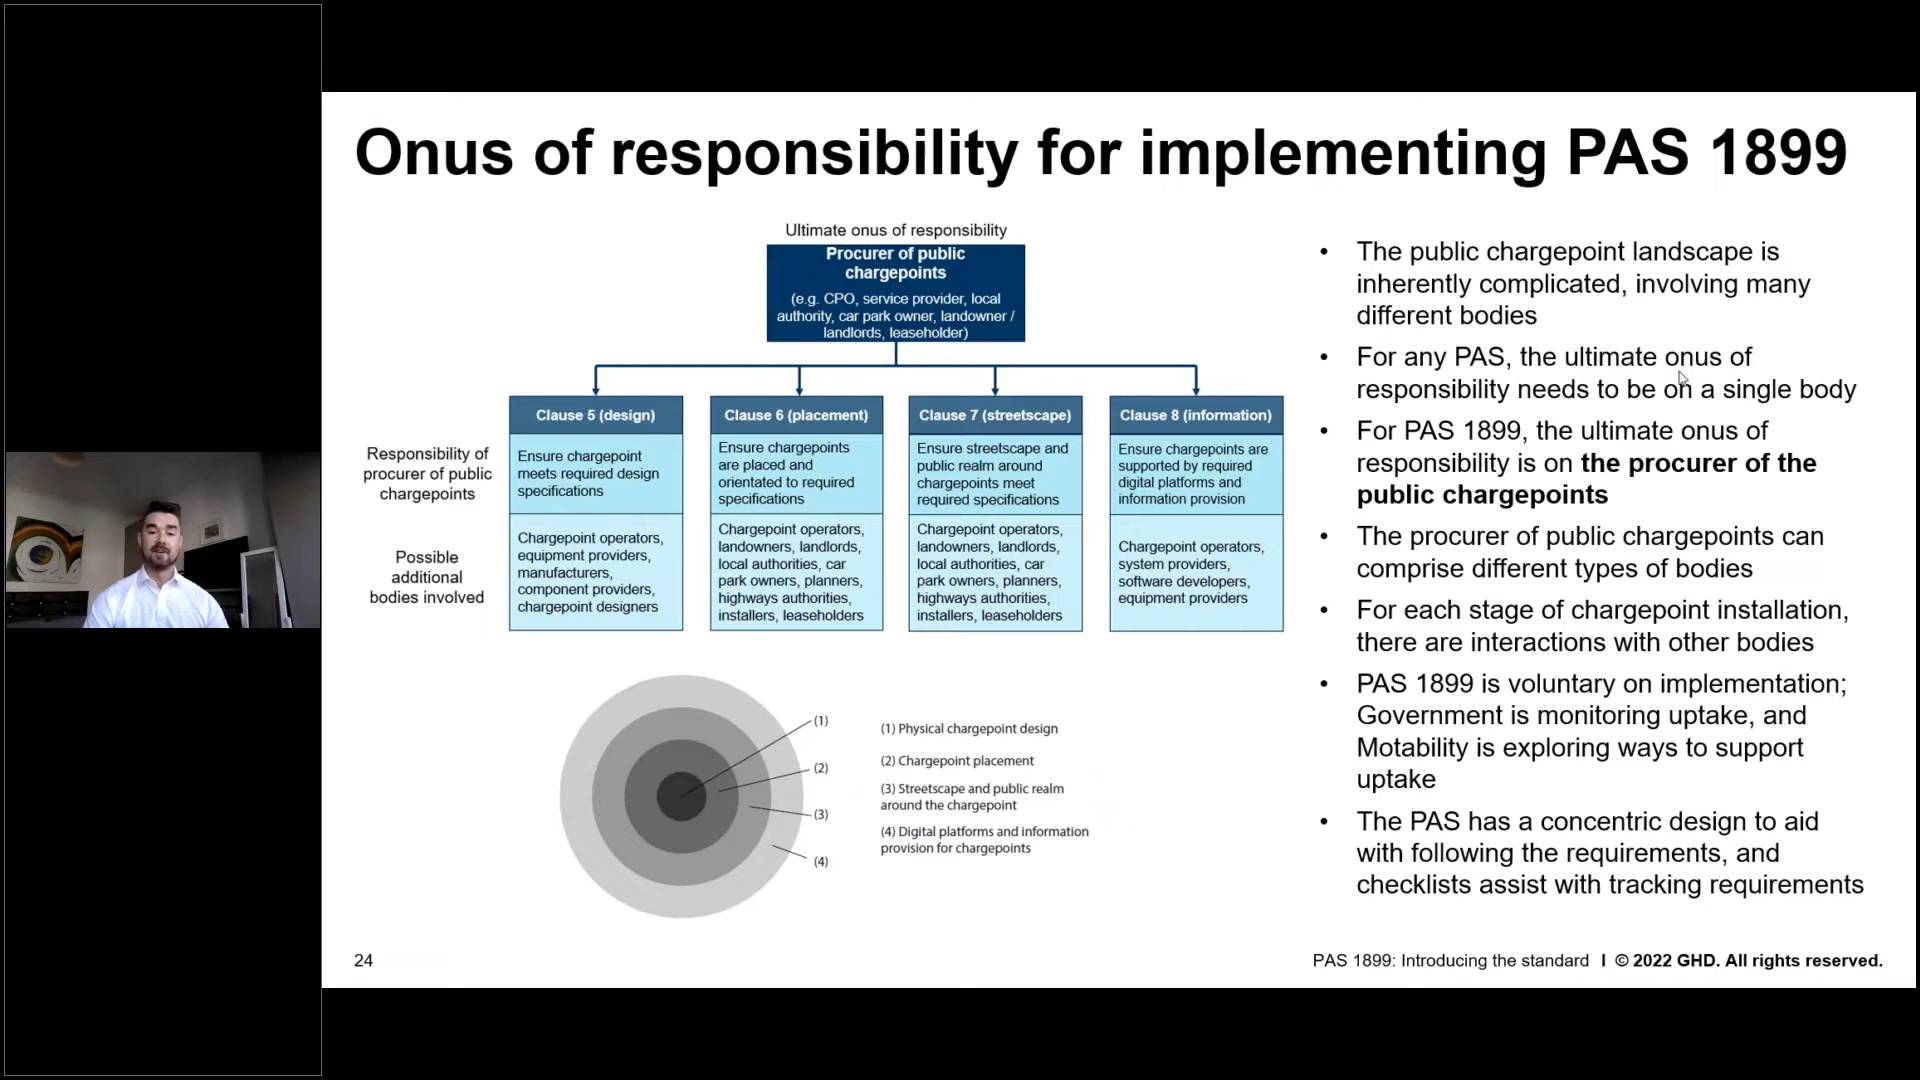 Onus of responsibility for implementing PAS 1899
Ultimate onus of responsibility
Procurer of public
chargepoints
(e.g. CPO, service provider, local
authority, car park owner, landowner /
landlords, leaseholder)
Responsibility of
procurer of public
chargepoints
Possible
additional
bodies involved
Clause 5 (design)
Ensure chargepoint
meets required design
specifications
Chargepoint operators,
equipment providers,
manufacturers,
component providers,
chargepoint designers
Clause 6 (placement)
Ensure chargepoints
are placed and
orientated to required
specifications
Chargepoint operators,
landowners, landlords,
local authorities, car
park owners, planners,
highways authorities,
installers, leaseholders
Clause 7 (streetscape)
Ensure streetscape and
public realm around
chargepoints meet
required specifications
Chargepoint operators,
landowners, landlords,
local authorities, car
park owners, planners,
highways authorities,
installers, leaseholders
Clause 8 (information)
Ensure chargepoints are
supported by required
digital platforms and
information provision
Chargepoint operators,
system providers,
software developers,
equipment providers
(1)
(2)
(3)
(4)
(1) Physical chargepoint design
(2) Chargepoint placement
(3) Streetscape and public realm
around the chargepoint
(4) Digital platforms and information
provision for chargepoints
• The public chargepoint landscape is
inherently complicated, involving many
different bodies
• For any PAS, the ultimate onus of
responsibility needs to be on a single body
• For PAS 1899, the ultimate onus of
responsibility is on the procurer of the
public chargepoints
• The procurer of public chargepoints can
comprise different types of bodies
• For each stage of chargepoint installation,
there are interactions with other bodies
• PAS 1899 is voluntary on implementation;
Government is monitoring uptake, and
Motability is exploring ways to support
uptake
• The PAS has a concentric design to aid
with following the requirements, and
checklists assist with tracking requirements
24
PAS 1899: Introducing the standard I © 2022 GHD. All rights reserved.